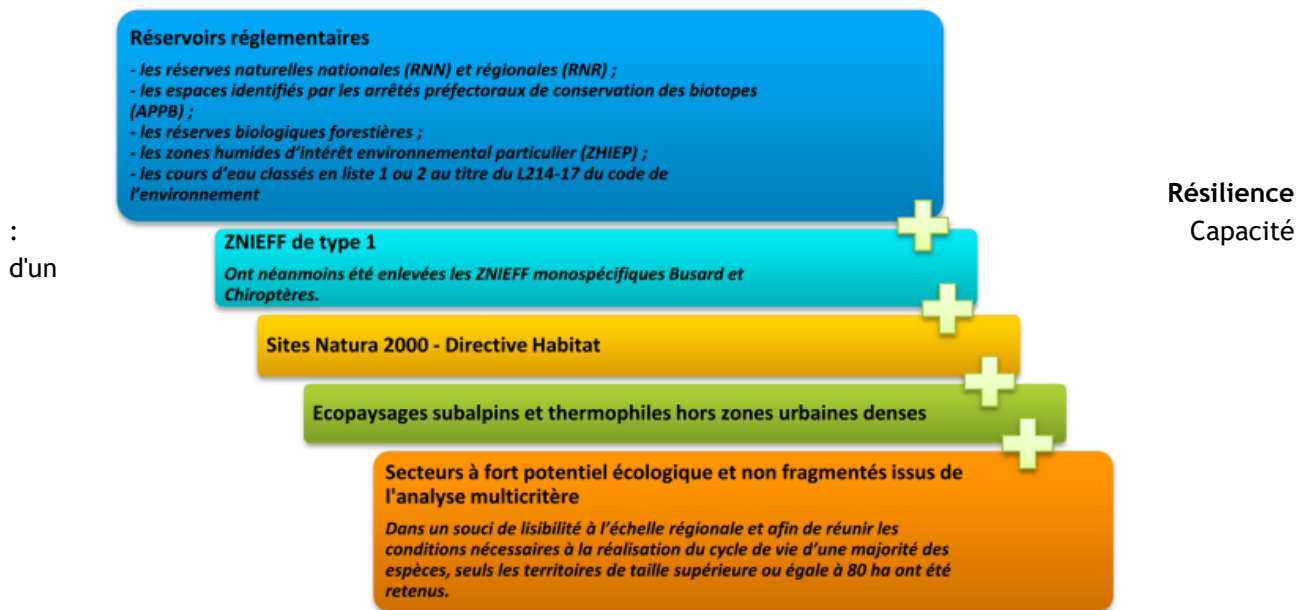 Réservoirs réglementaires
- les réserves naturelles nationales (RNN) et régionales (RNR) ;
- les espaces identifiés par les arrêtés préfectoraux de conservation des biotopes
(APPB) ;
- les réserves biologiques forestières ;
- les zones humides d'intérêt environnemental particulier (ZHIEP) ;
- les cours d'eau classés en liste 1 ou 2 au titre du L214-17 du code de
l'environnement
Résilience
: Capacité
d'un
ZNIEFF de type 1
Ont néanmoins été enlevées les ZNIEFF monospécifiques Busard et
Chiroptères.
Sites Natura 2000 - Directive Habitat
Ecopaysages subalpins et thermophiles hors zones urbaines denses
Secteurs à fort potentiel écologique et non fragmentés issus de
l'analyse multicritère
Dans un souci de lisibilité à l'échelle régionale et afin de réunir les
conditions nécessaires à la réalisation du cycle de vie d'une majorité des
espèces, seuls les territoires de taille supérieure ou égale à 80 ha ont été
retenus.